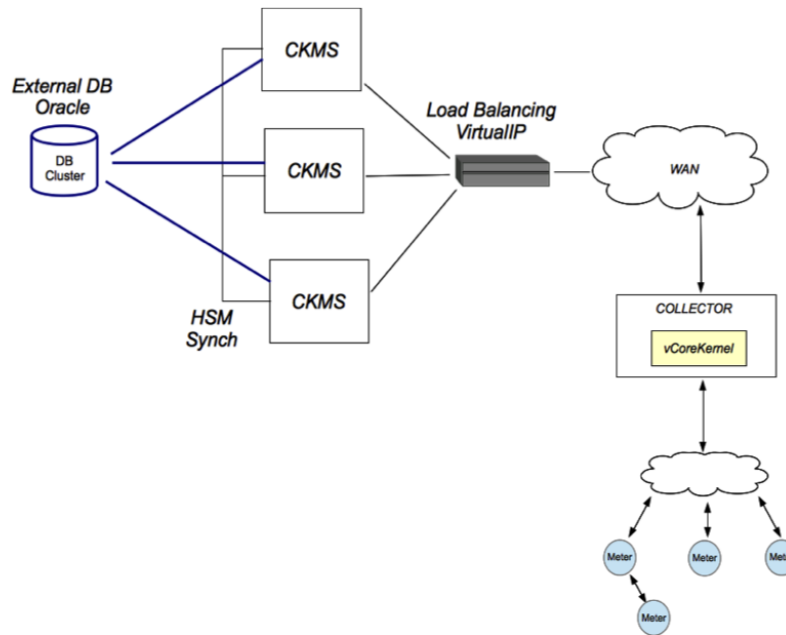 CKMS
External DB
Oracle
DB
Cluster
CKMS
CKMS
HSM
Synch
Load Balancing
VirtualIP
WAN
COLLECTOR
vCoreKernel
Meter
Meter
Met
Meter